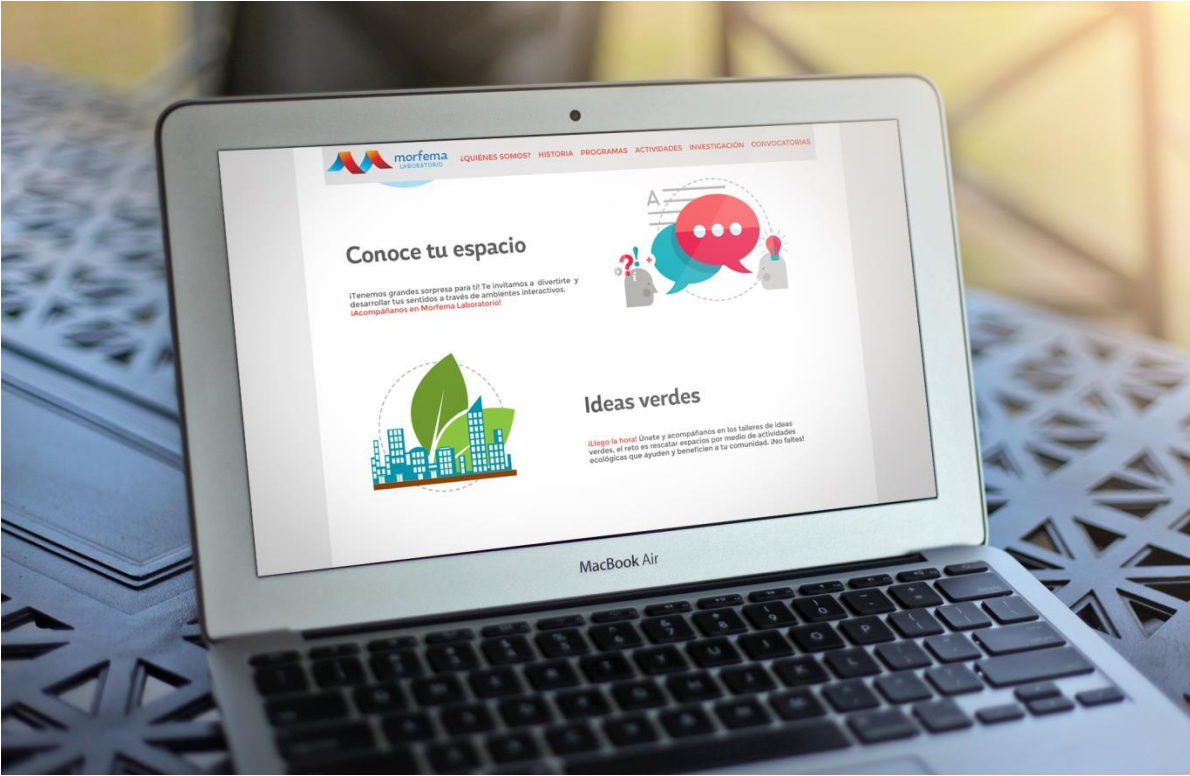 morfema
LABORATORIO
¿QUIÉNES SOMOS? HISTORIA PROGRAMAS ACTIVIDADES INVESTIGACIÓN CONVOCATORIAS
A
Conoce tu espacio
?!
i
¡Tenemos grandes sorpresa para ti! Te invitamos a divertirte y
desarrollar tus sentidos a través de ambientes interactivos.
¡Acompáñanos en Morfema Laboratorio!
Ideas verdes
¡Llego la hora! Únete y acompáñanos en los talleres de ideas
verdes, el reto es rescatar espacios por medio de actividades
ecológicas que ayuden y beneficien a tu comunidad. ¡No faltes!
MacBook Air